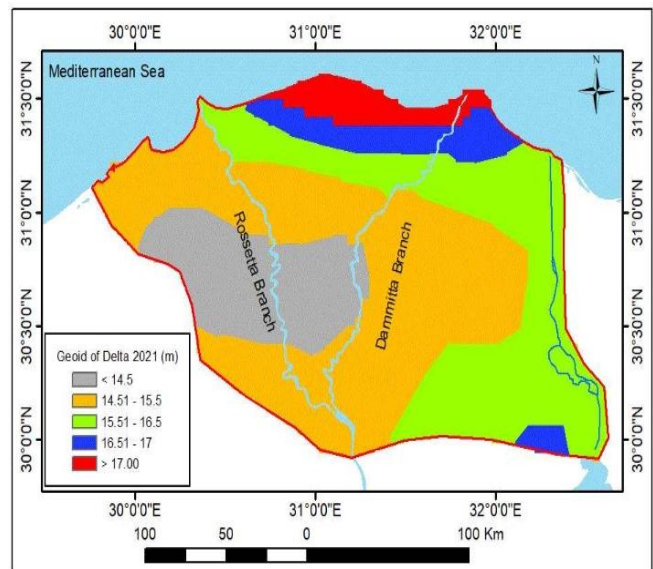 30°0'0"E 31°0'0"E 32°0'0"E
Mediterranean Sea
N
31°30'0"N 31°30'0"N
31°0'0"N 31°0'0"N
30°30'0"N 30°30'0"N
30°0'0"N 30°0'0"N
Rossetta Branch
Dammitta Branch
Geoid of Delta 2021 (m)
< 14.5
14.51 - 15.5
15.51 - 16.5
16.51 - 17
> 17.00
30°0'0"E 31°0'0"E 32°0'0"E
100 50 0 100 Km